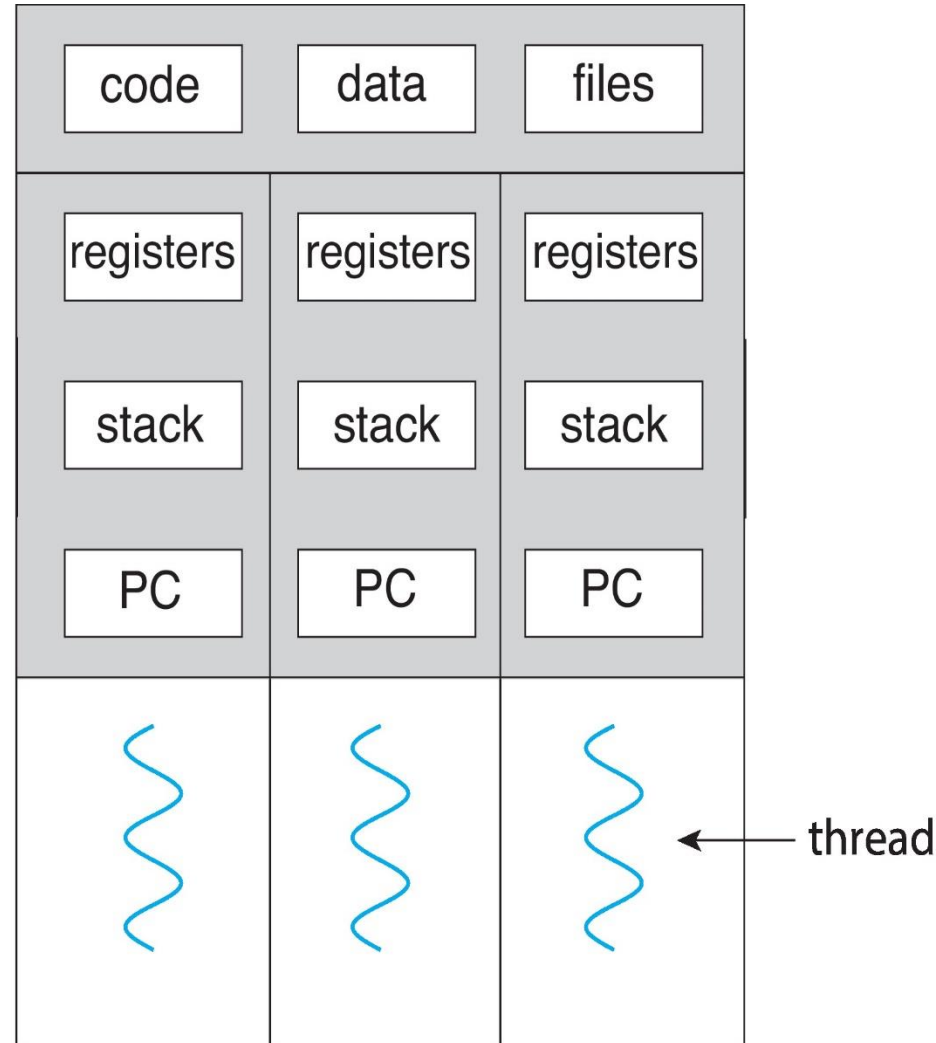 code data files
registers registers registers
stack stack stack
PC PC PC
thread